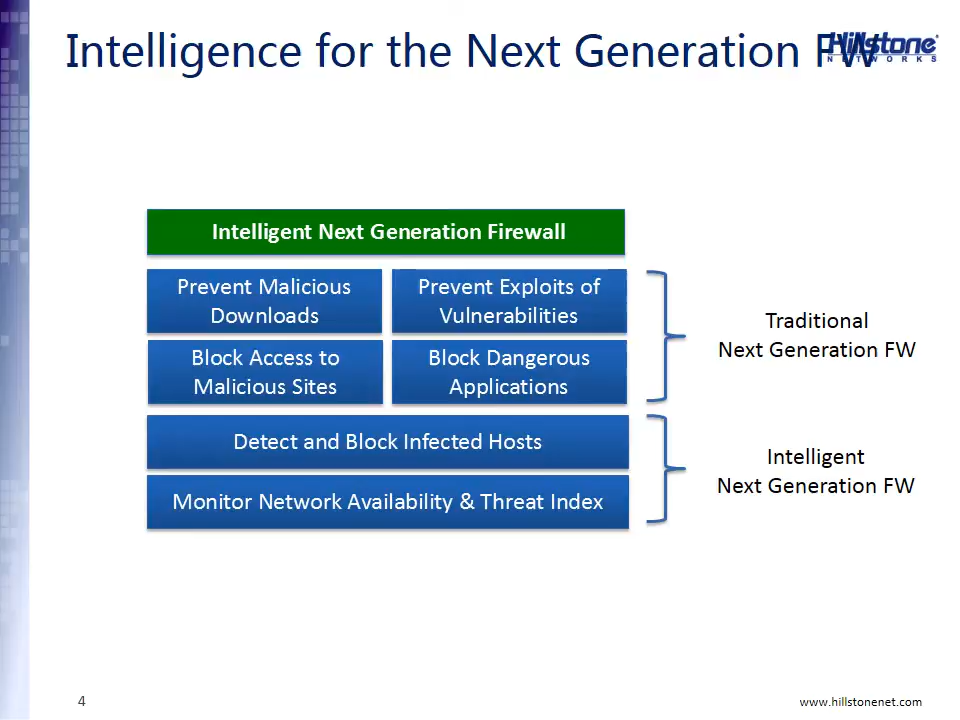 Intelligence for the Next Generation FW
Hillstone
NETWORKS
Intelligent Next Generation Firewall
Prevent Malicious
Downloads
Prevent Exploits of
Vulnerabilities
Block Access to
Malicious Sites
Block Dangerous
Applications
Traditional
Next Generation FW
Detect and Block Infected Hosts
Monitor Network Availability & Threat Index
Intelligent
Next Generation FW
4
www.hillstonenet.com